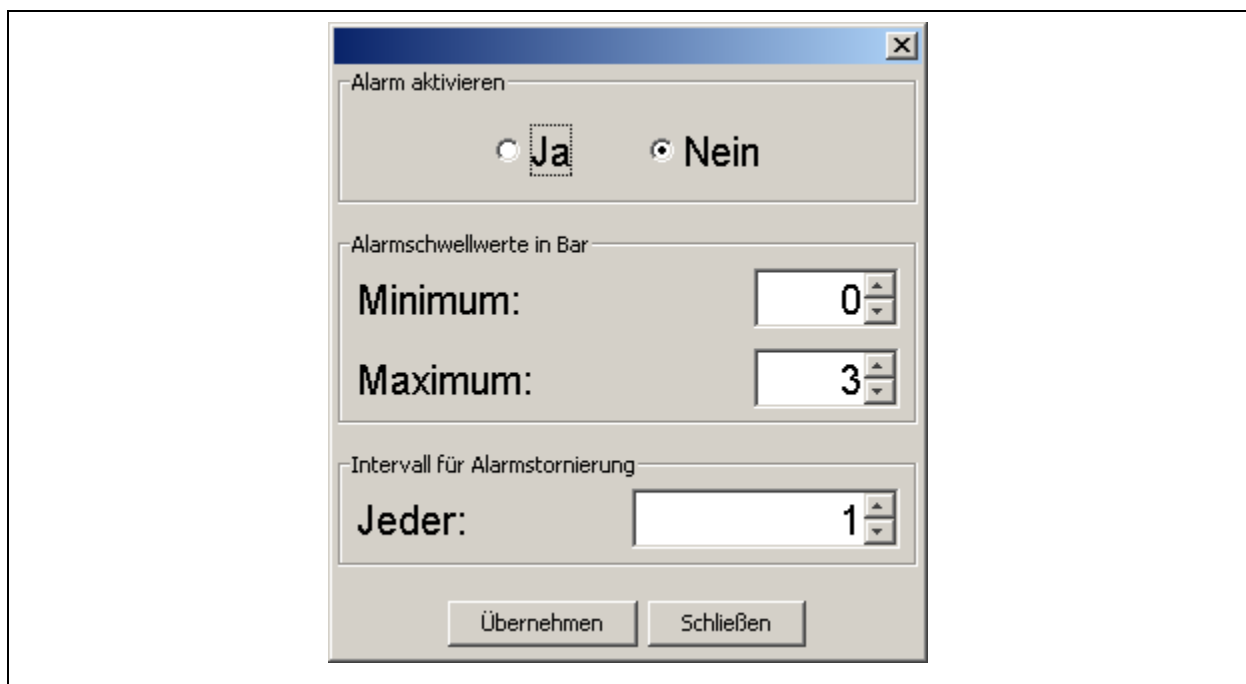 Alarm aktivieren
Ja Nein
Alarmschwellwerte in Bar
Minimum: 0
Maximum: 3
Intervall für Alarmstornierung
Jeder: 1
Übernehmen Schließen